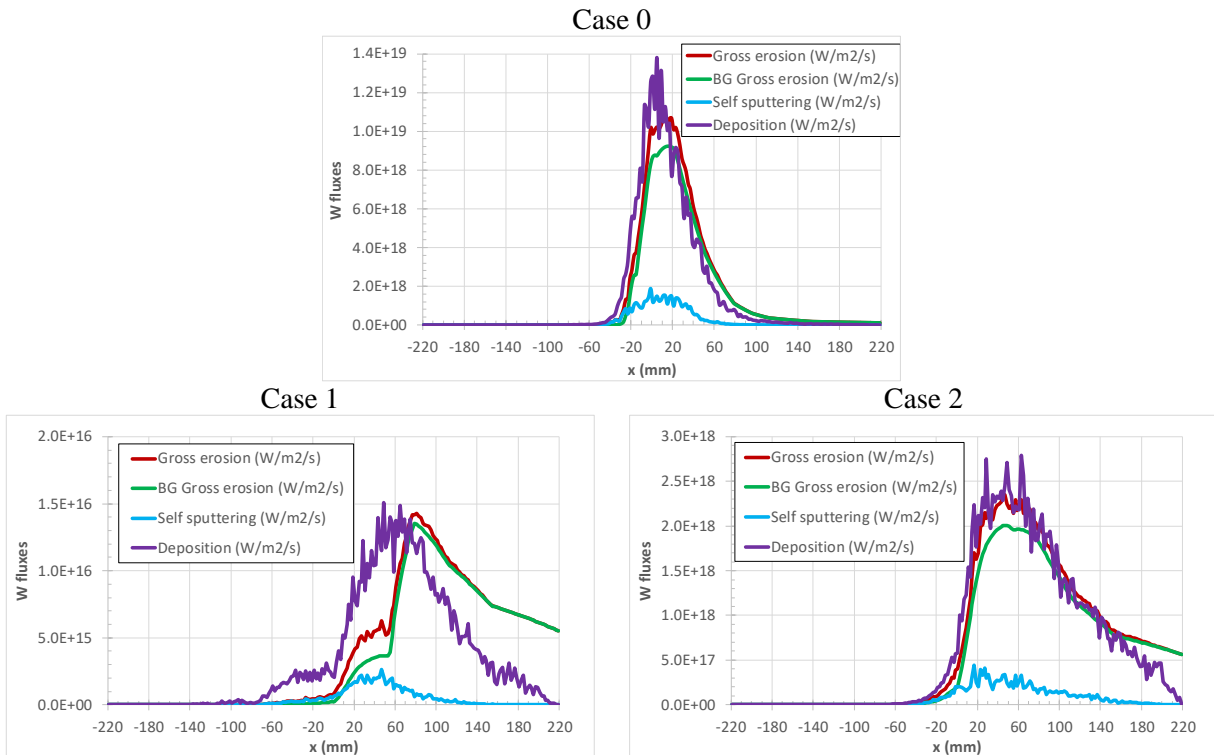 Case 0
Gross erosion (W/m2/s)
BG Gross erosion (W/m2/s)
Self sputtering (W/m2/s)
Deposition (W/m2/s)
1.4E+19
1.2E+19
1.0E+19
8.0E+18
6.0E+18
4.0E+18
2.0E+18
0.0E+00
W fluxes
-220 -180 -140 -100 -60 -20 20 60 100 140 180 220
x (mm)
Case 1
Gross erosion (W/m2/s)
BG Gross erosion (W/m2/s)
Self sputtering (W/m2/s)
Deposition (W/m2/s)
2.0E+16
1.5E+16
1.0E+16
5.0E+15
0.0E+00
W fluxes
-220 -180 -140 -100 -60 -20 20 60 100 140 180 220
x (mm)
Case 2
Gross erosion (W/m2/s)
BG Gross erosion (W/m2/s)
Self sputtering (W/m2/s)
Deposition (W/m2/s)
3.0E+18
2.5E+18
2.0E+18
1.5E+18
1.0E+18
5.0E+17
0.0E+00
W fluxes
-220 -180 -140 -100 -60 -20 20 60 100 140 180 220
x (mm)